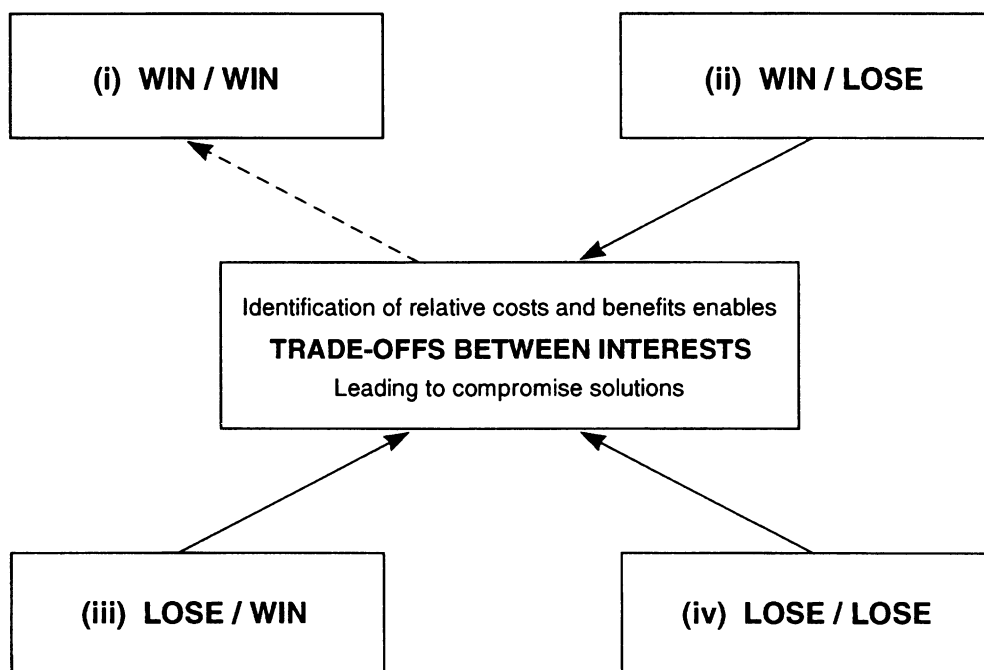 (i) WIN / WIN
(ii) WIN / LOSE
Identification of relative costs and benefits enables
TRADE-OFFS BETWEEN INTERESTS
Leading to compromise solutions
(iii) LOSE / WIN
(iv) LOSE / LOSE